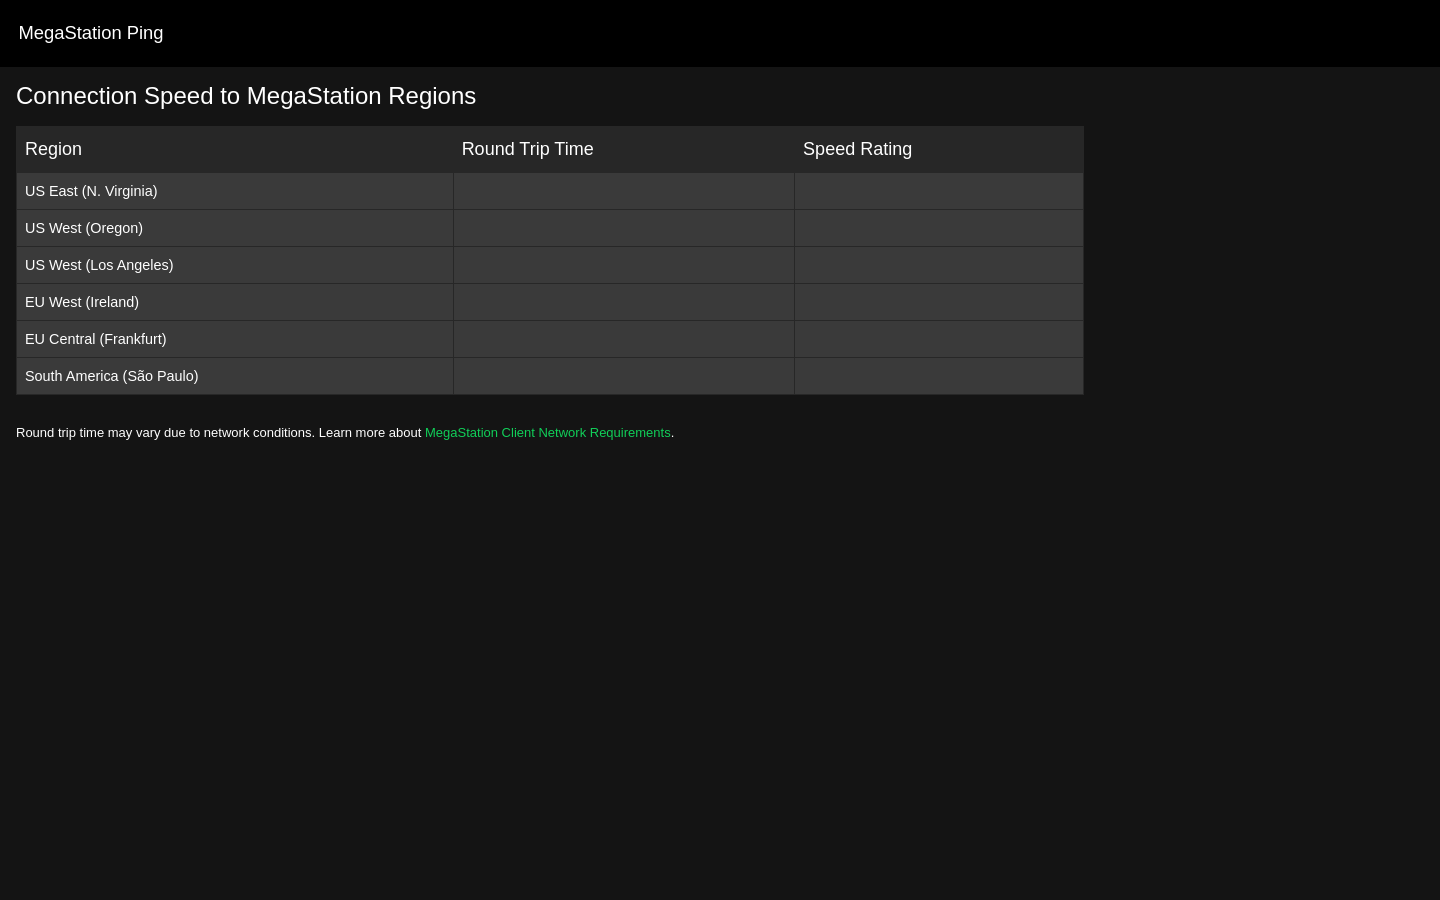 MegaStation Ping
Connection Speed to MegaStation Regions
Region Round Trip Time Speed Rating
US East (N. Virginia)
US West (Oregon)
US West (Los Angeles)
EU West (Ireland)
EU Central (Frankfurt)
South America (São Paulo)
Round trip time may vary due to network conditions. Learn more about MegaStation Client Network Requirements.